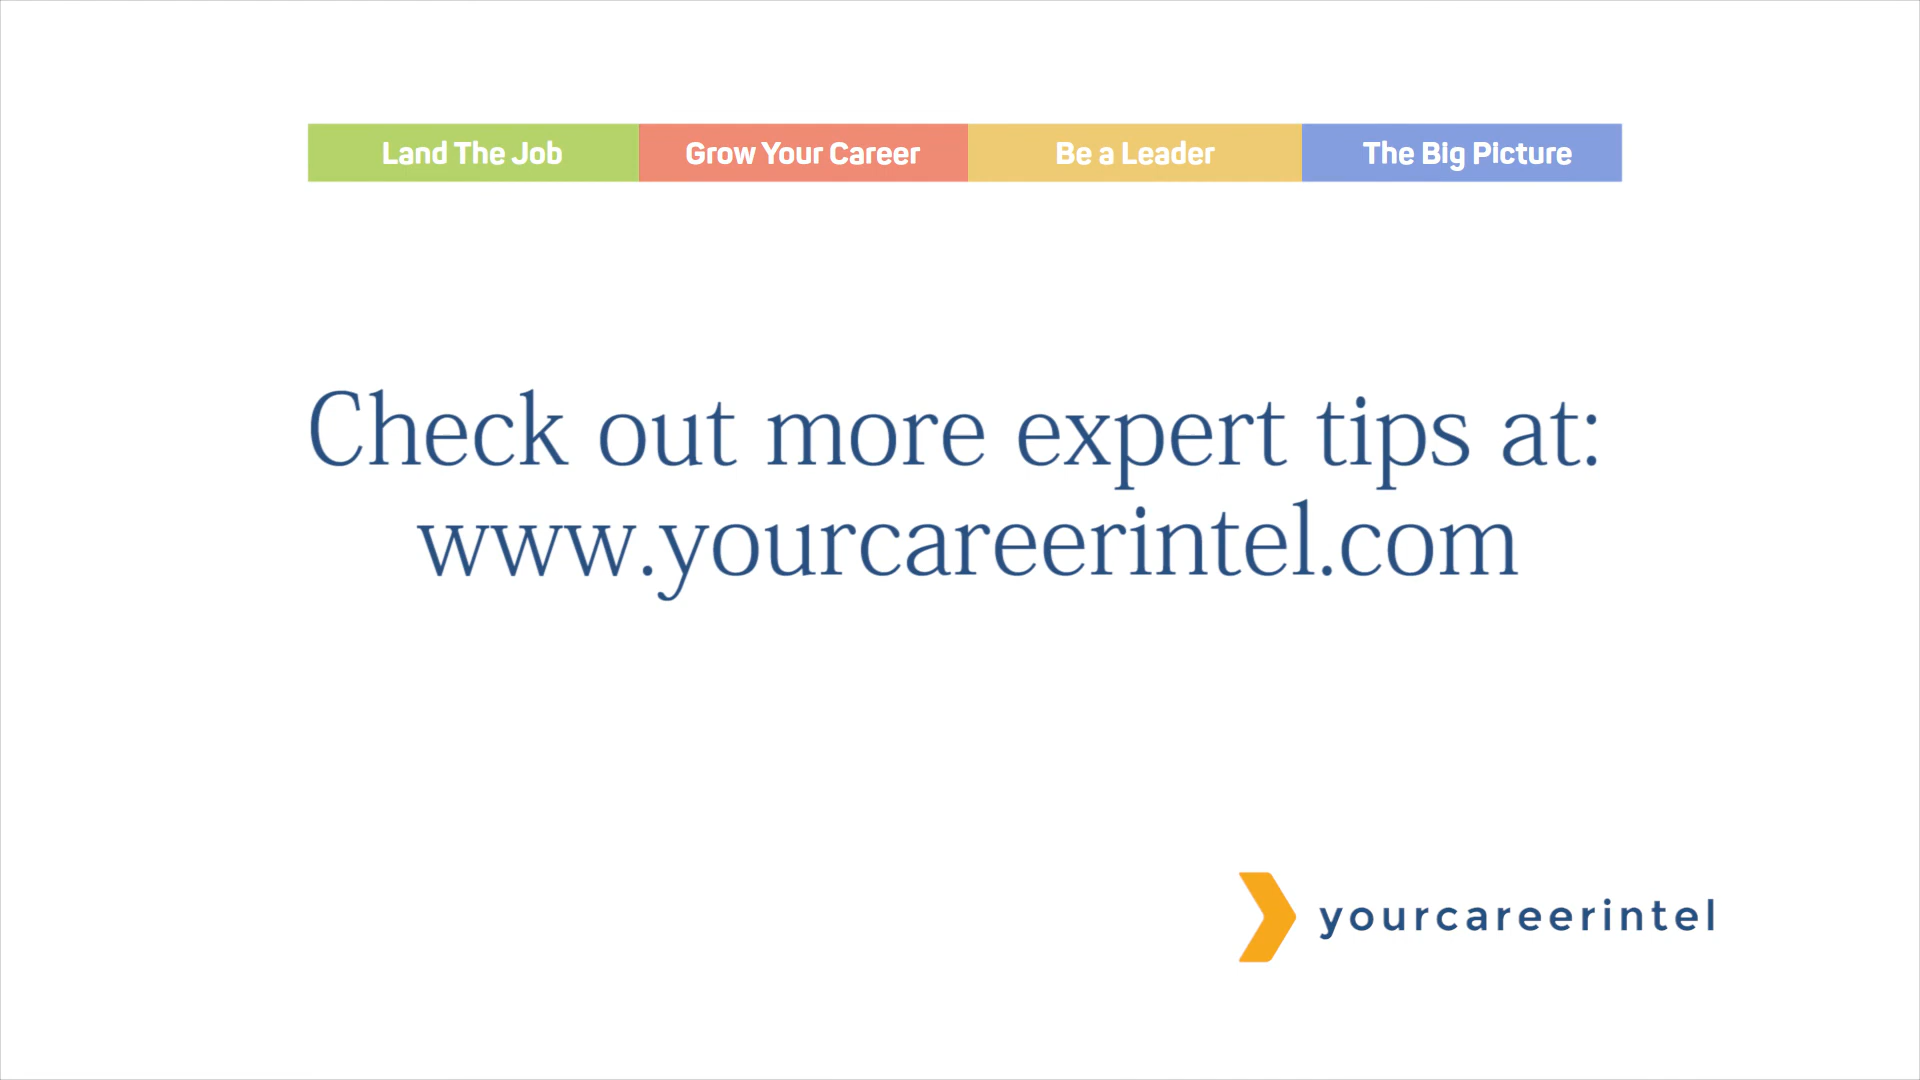 Land The Job Grow Your Career Be a Leader The Big Picture
Check out more expert tips at:
www.yourcareerintel.com
yourcareerintel